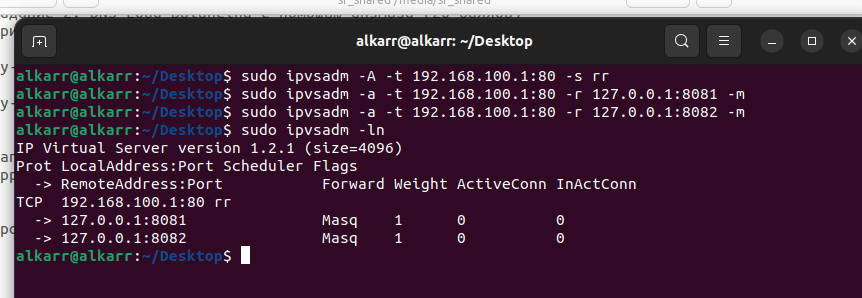 sf_shared /media/sf_shared
alkarr@alkarr: ~/Desktop
alkarr@alkarr:~/Desktop$ sudo ipvsadm -A -t 192.168.100.1:80 -s rr
alkarr@alkarr:~/Desktop$ sudo ipvsadm -a -t 192.168.100.1:80 -r 127.0.0.1:8081 -m
alkarr@alkarr:~/Desktop$ sudo ipvsadm -a -t 192.168.100.1:80 -r 127.0.0.1:8082 -m
alkarr@alkarr:~/Desktop$ sudo ipvsadm -ln
IP Virtual Server version 1.2.1 (size=4096)
Prot LocalAddress:Port Scheduler Flags
  -> RemoteAddress:Port           Forward Weight ActiveConn InActConn
TCP  192.168.100.1:80 rr
  -> 127.0.0.1:8081               Masq    1      0          0
  -> 127.0.0.1:8082               Masq    1      0          0
alkarr@alkarr:~/Desktop$